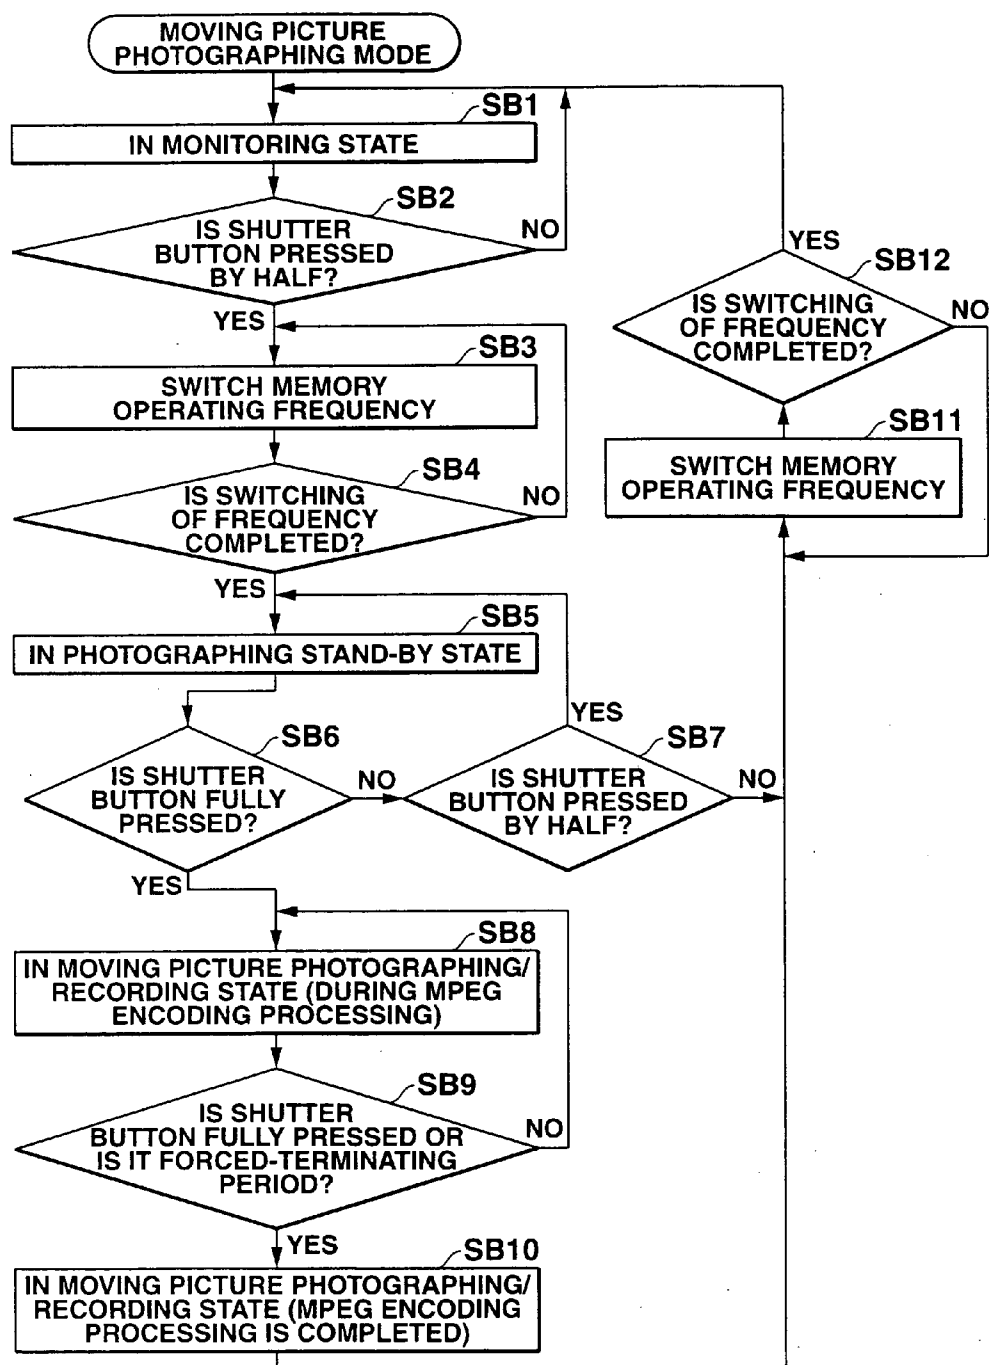 MOVING PICTURE
PHOTOGRAPHING MODE
SB1
IN MONITORING STATE
SB2
IS SHUTTER
BUTTON PRESSED
BY HALF?
NO
YES
SB3
SWITCH MEMORY
OPERATING FREQUENCY
SB4
IS SWITCHING
OF FREQUENCY
COMPLETED?
NO
YES
SB5
IN PHOTOGRAPHING STAND-BY STATE
SB6
IS SHUTTER
BUTTON FULLY
PRESSED?
NO
YES
SB7
IS SHUTTER
BUTTON PRESSED
BY HALF?
YES
NO
SB8
IN MOVING PICTURE PHOTOGRAPHING/
RECORDING STATE (DURING MPEG
ENCODING PROCESSING)
SB9
IS SHUTTER
BUTTON FULLY PRESSED OR
IS IT FORCED-TERMINATING
PERIOD?
NO
YES
SB10
IN MOVING PICTURE PHOTOGRAPHING/
RECORDING STATE (MPEG ENCODING
PROCESSING IS COMPLETED)
SB11
SWITCH MEMORY
OPERATING FREQUENCY
SB12
IS SWITCHING
OF FREQUENCY
COMPLETED?
YES
NO